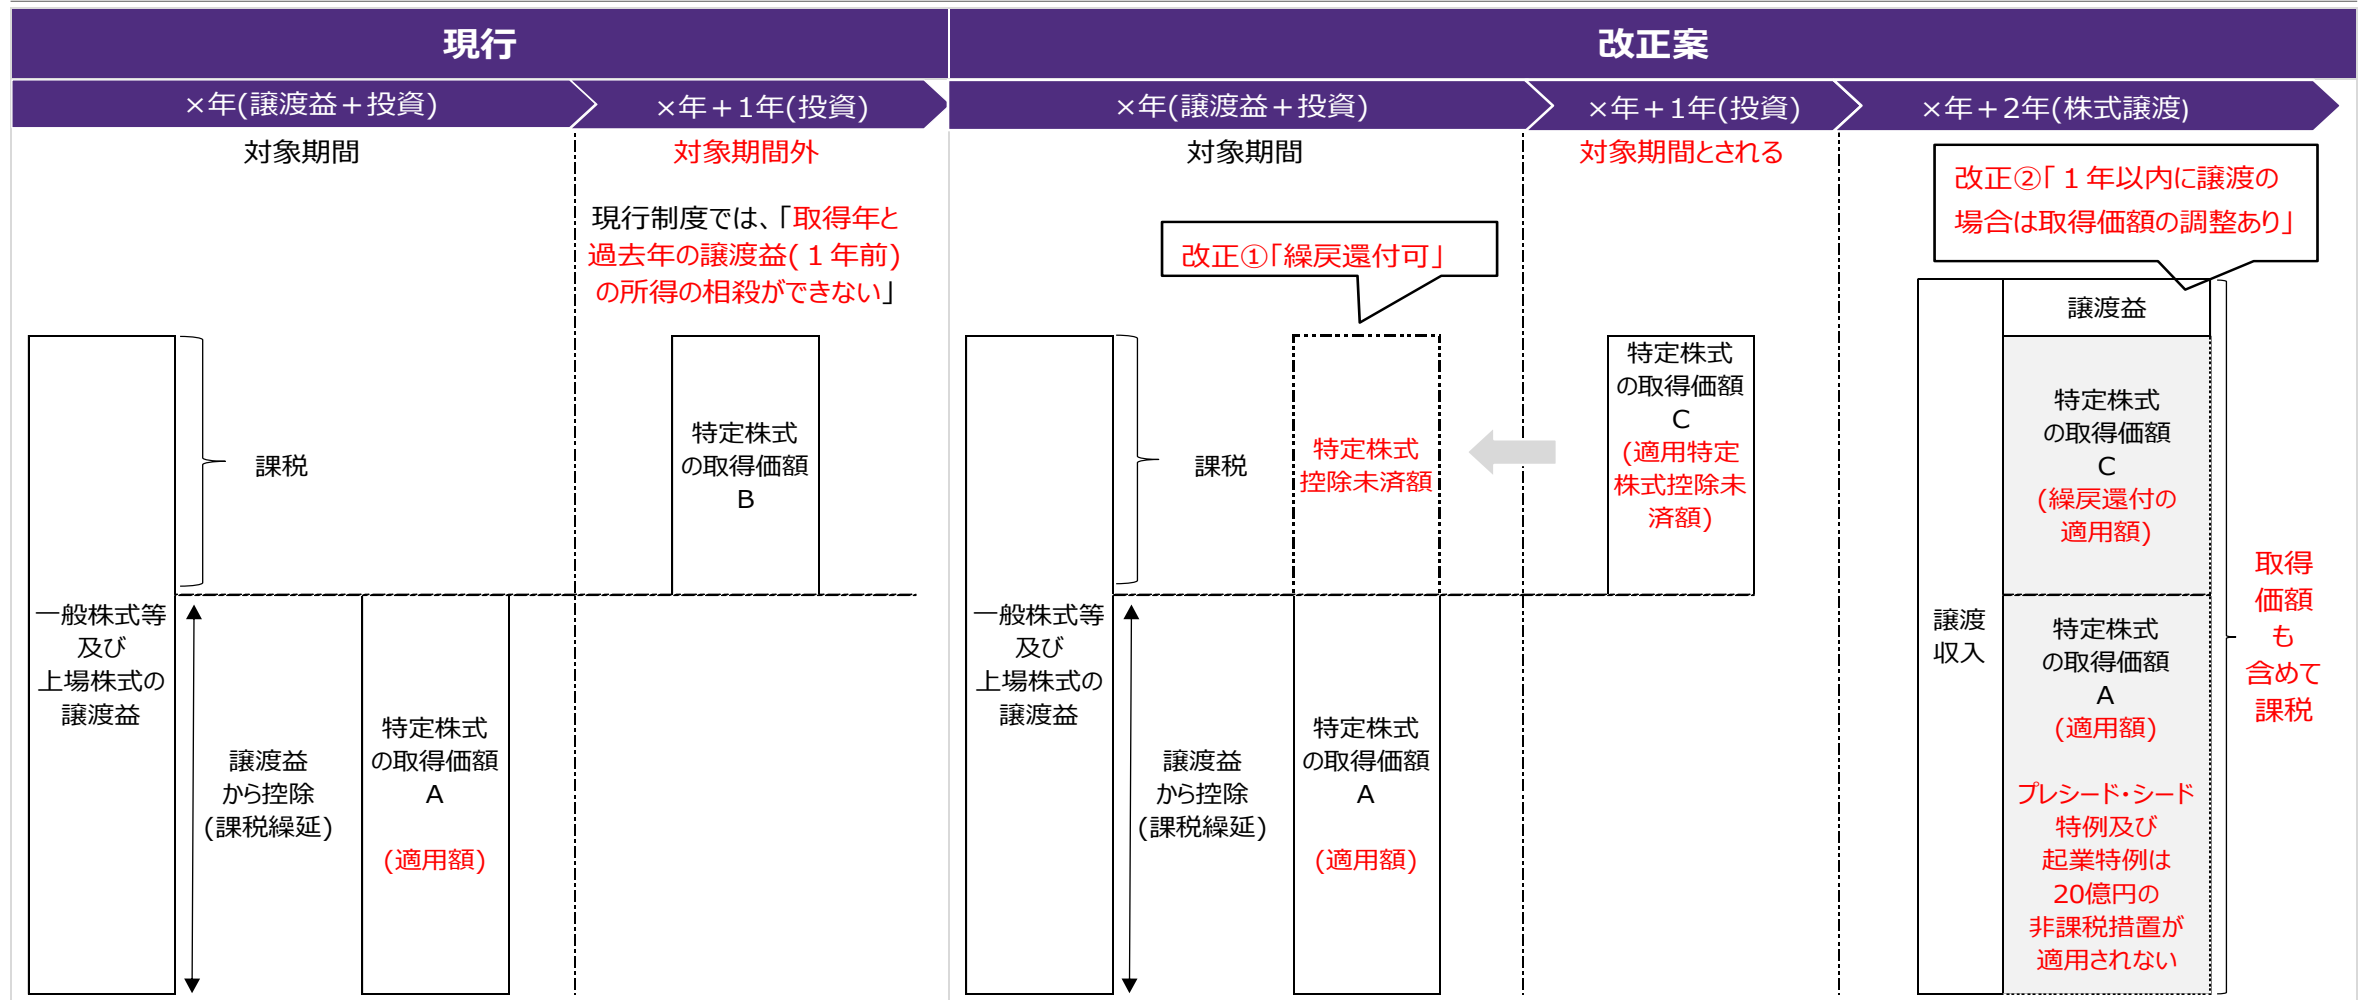 現行
×年(譲渡益＋投資)
×年＋1年(投資)
対象期間
対象期間外
現行制度では、「取得年と
過去年の譲渡益(１年前)
の所得の相殺ができない」
一般株式等
及び
上場株式の
譲渡益
課税
譲渡益
から控除
(課税繰延)
特定株式
の取得価額
A
(適用額)
特定株式
の取得価額
B
改正案
×年(譲渡益＋投資)
×年＋1年(投資)
×年＋2年(株式譲渡)
対象期間
対象期間とされる
改正①「繰戻還付可」
改正②「１年以内に譲渡の
場合は取得価額の調整あり」
一般株式等
及び
上場株式の
譲渡益
課税
譲渡益
から控除
(課税繰延)
特定株式
控除未済額
特定株式
の取得価額
A
(適用額)
特定株式
の取得価額
C
(適用特定
株式控除未
済額)
譲渡
収入
譲渡益
特定株式
の取得価額
C
(繰戻還付の
適用額)
特定株式
の取得価額
A
(適用額)
プレシード・シード
特例及び
起業特例は
20億円の
非課税措置が
適用されない
取得
価額
も
含めて
課税